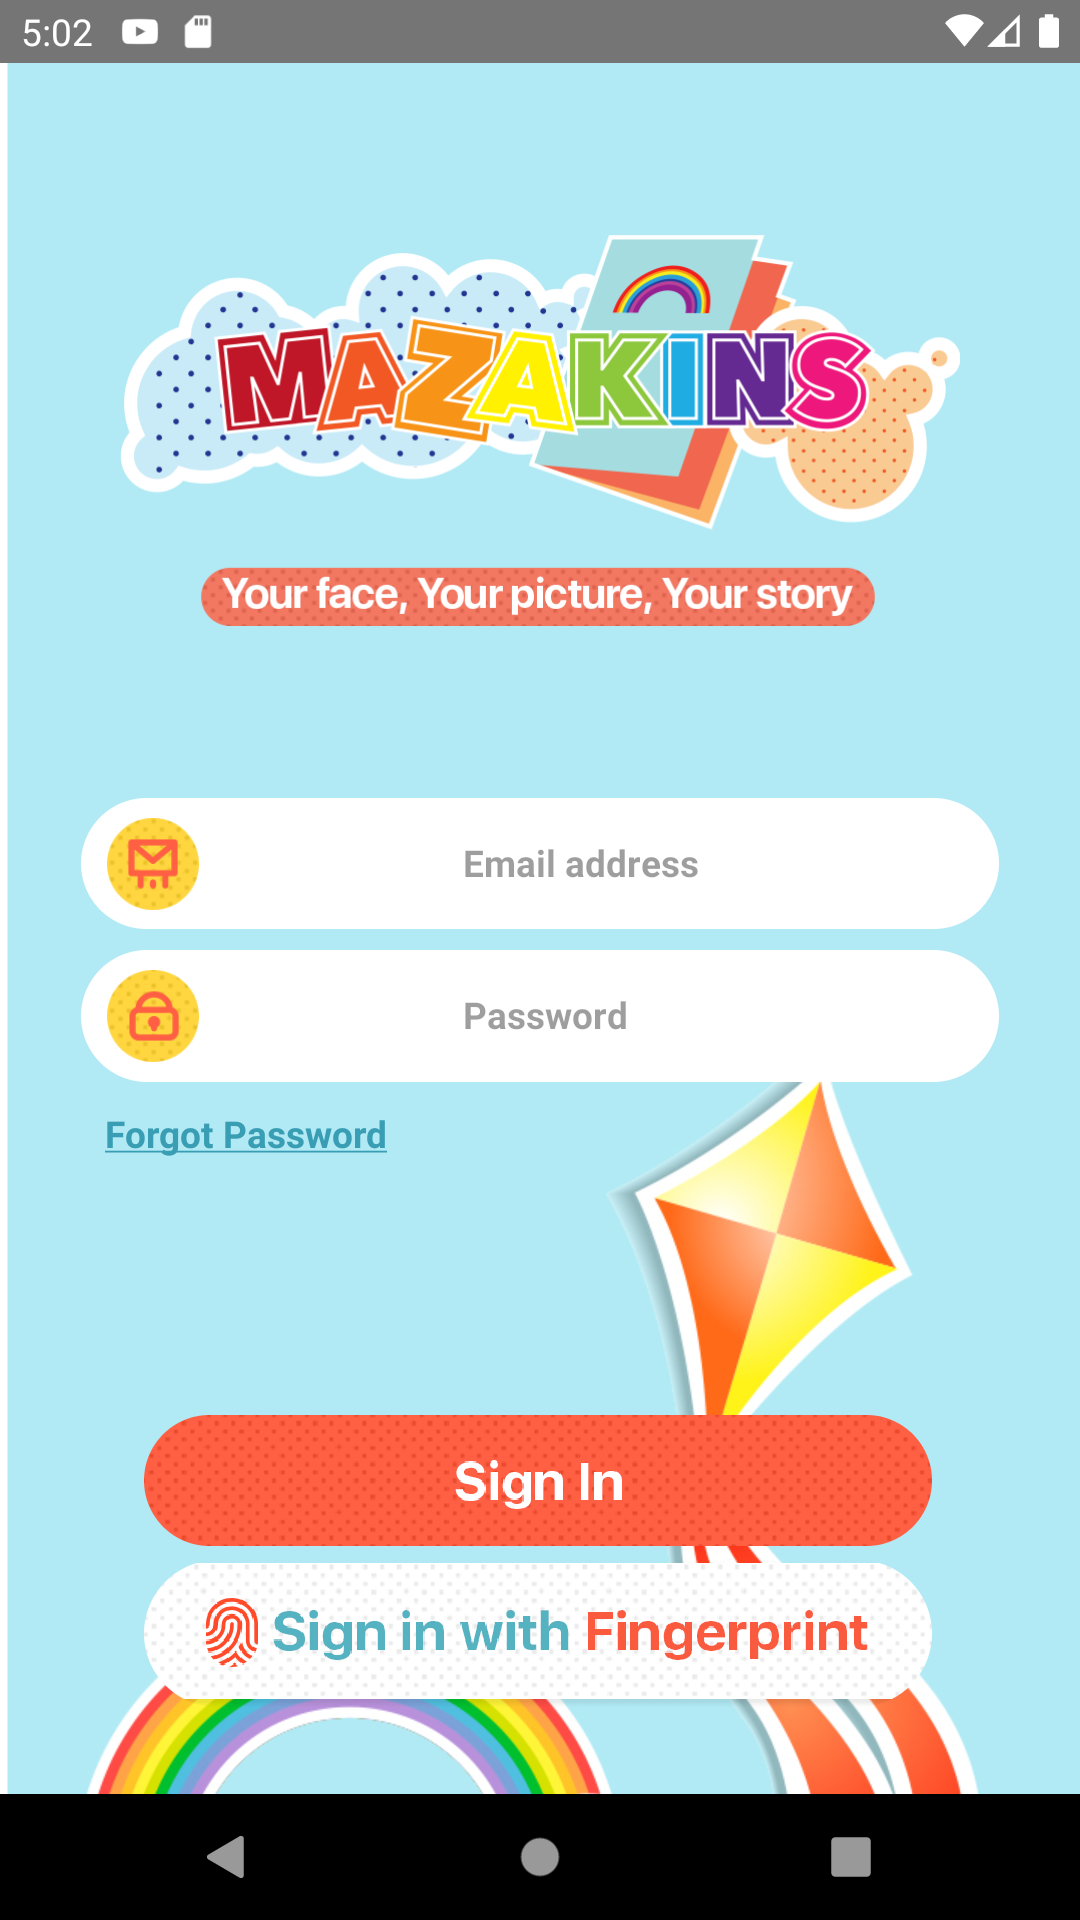 5:02
MAZAKINS
Your face, Your picture, Your story
Email address
Password
Forgot Password
Sign In
Sign in with Fingerprint